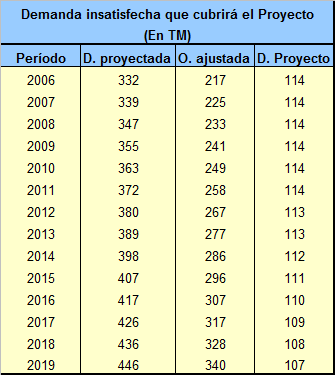 Demanda insatisfecha que cubrirá el Proyecto
(En TM)
Período D. proyectada O. ajustada D. Proyecto
2006 332 217 114
2007 339 225 114
2008 347 233 114
2009 355 241 114
2010 363 249 114
2011 372 258 114
2012 380 267 113
2013 389 277 113
2014 398 286 112
2015 407 296 111
2016 417 307 110
2017 426 317 109
2018 436 328 108
2019 446 340 107